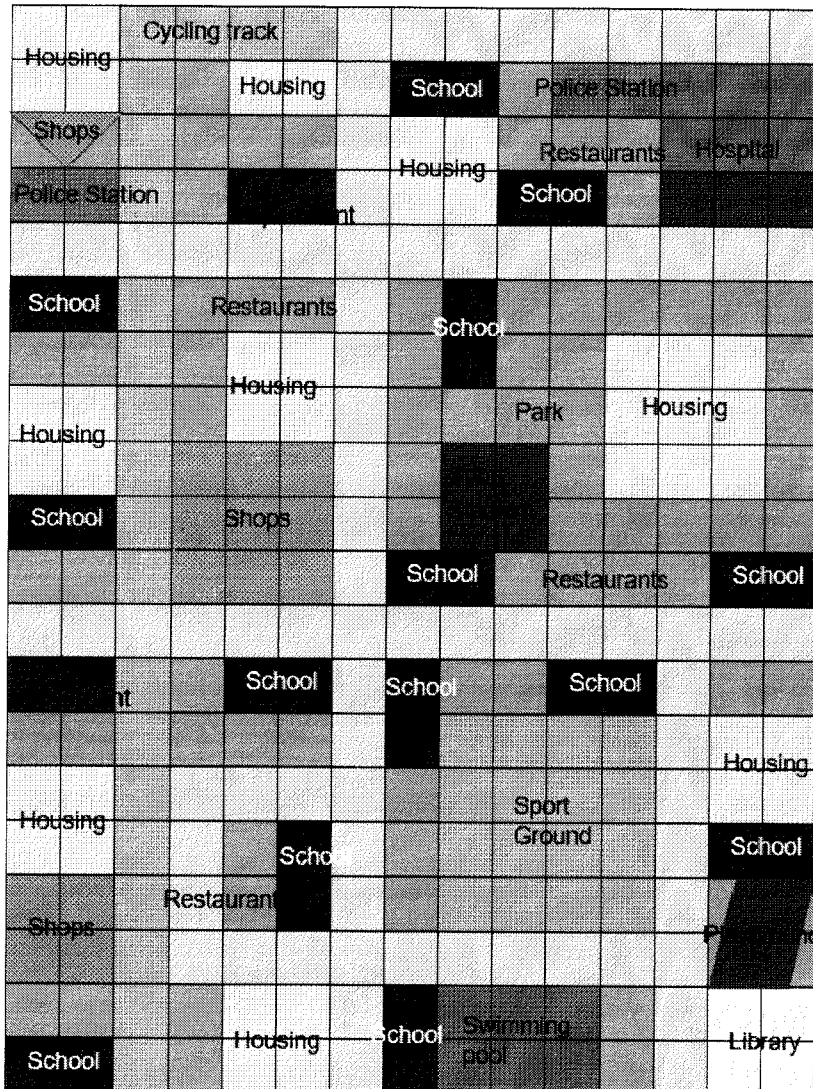 Cycling track
Housing
Housing
School
Police Station
Shops
Housing
Restaurants
Hospital
Police Station
School
School
Restaurants
School
Housing
Park
Housing
Housing
School
Shops
School
Restaurants
School
School
School
School
Housing
Housing
Sport
Ground
School
School
Restaurant
Shops
School
Swimming
pool
Housing
Library
School